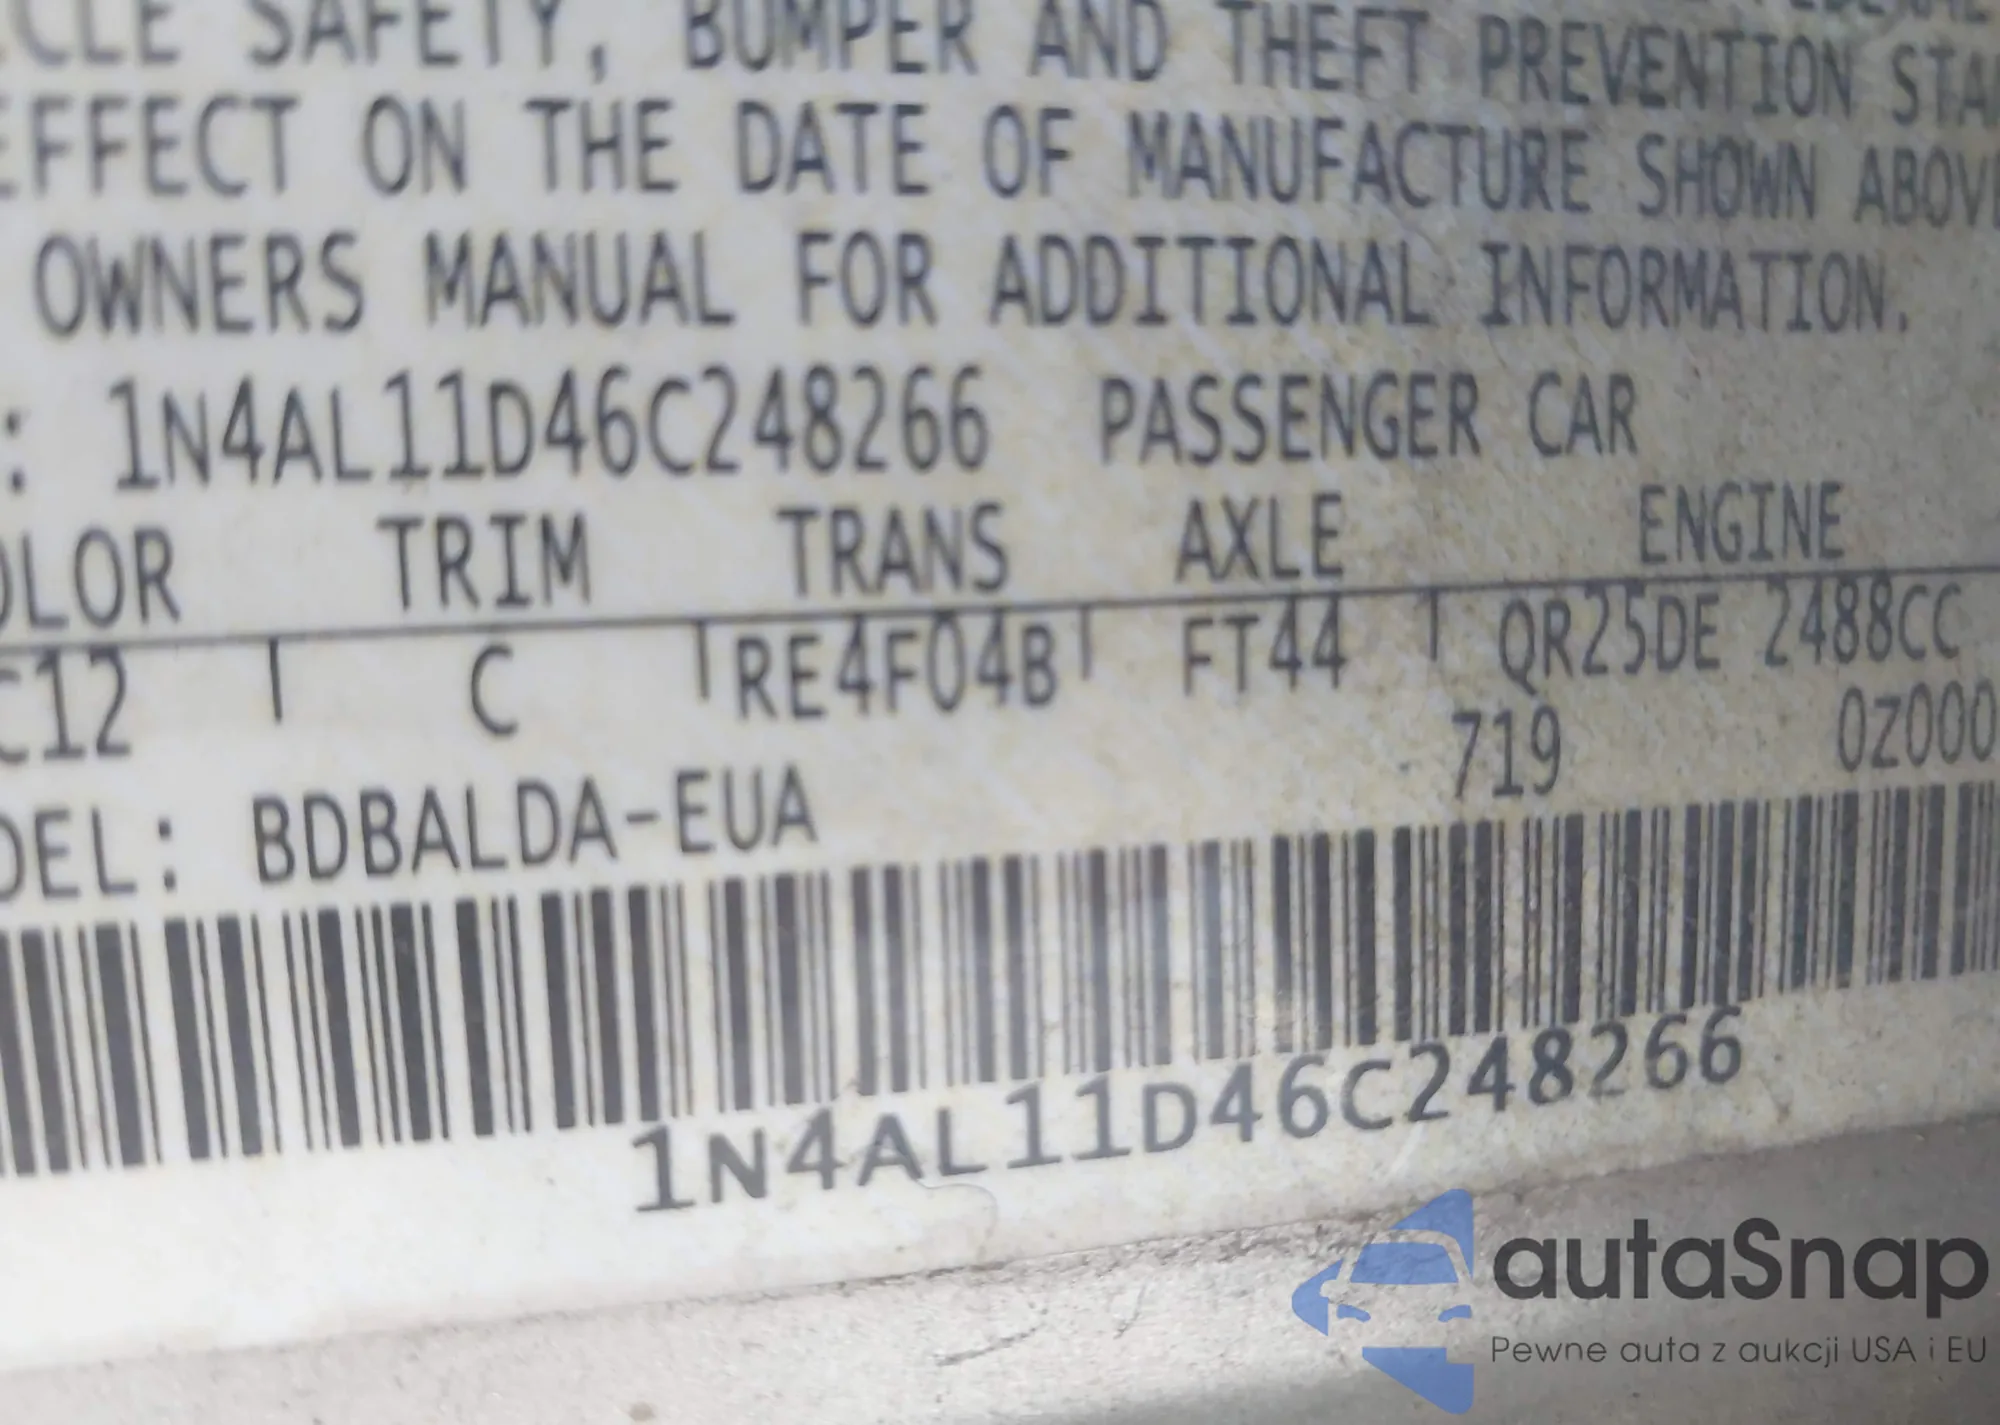 CLE SAFETY, BUMPER AND THEFT PREVENTION STA
EFFECT ON THE DATE OF MANUFACTURE SHOWN ABOVE
OWNERS MANUAL FOR ADDITIONAL INFORMATION.
: 1N4AL11D46C248266 PASSENGER CAR
OLOR TRIM TRANS AXLE ENGINE
C12 C RE4F04B FT44 QR25DE 2488CC
719 0Z000
DEL: BDBALDA-EUA
1N4AL11D46C248266
autaSnap
Pewne auta z aukcji USA i EU